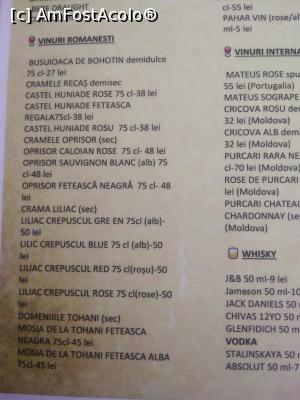 [c] AmFostAcolo®
BERE DRAUGHT
VINURI ROMANESTI
BUSUIOACA DE BOHOTIN demidulce
75 cl-27 lei
CRAMELE RECAȘ demisec
CASTEL HUNIADE ROSE 75 cl-38 lei
CASTEL HUNIADE FETEASCA
REGALA75cl-38 lei
CASTEL HUNIADE ROSU 75 cl-38 lei
CRAMELE OPRISOR (sec)
OPRISOR CALOIAN ROSE 75 cl- 48 lei
OPRISOR SAUVIGNON BLANC (alb) 75
cl-48 lei
OPRISOR FETEASCĂ NEAGRĂ 75 cl- 48
lei
CRAMA LILIAC (sec)
LILIAC CREPUSCUL GRE EN 75cl (alb)-
50 lei
LILIC CREPUSCUL BLUE 75 cl (alb)-50
lei
LILIAC CREPUSCUL RED 75 cl(roșu)-50
lei
LILIAC CREPUSCUL ROSE 75 cl(rose)-50
lei
DOMENIILE TOHANI (sec)
MOSIA DE LA TOHANI FETEASCA
NEAGRA 75cl-45 lei
MOSIA DE LA TOHANI FETEASCA ALBA
75cl-45 lei
cl-55 lei
PAHAR VIN (rose/al
ml-5 lei
VINURI INTERNA
MATEUS ROSE spu
55 lei (Portugalia)
MATEUS SOGRAPE
CRICOVA ROSU de
32 lei (Moldova)
CRICOVA ALB dem
32 lei (Moldova)
PURCARI RARA NE
cl-70 lei (Moldova)
ROSE DE PURCARI
lei (Moldova)
PURCARI CHATEAU
CHARDONNAY (se
(Moldova)
WHISKY
J&B 50 ml-9 lei
Jameson 50 ml-10
JACK DANIELS 50 m
CHIVAS 12YO 50 m
GLENFIDICH 50 m
VODKA
STALINSKAYA 50 m
ABSOLUT 50 ml-7